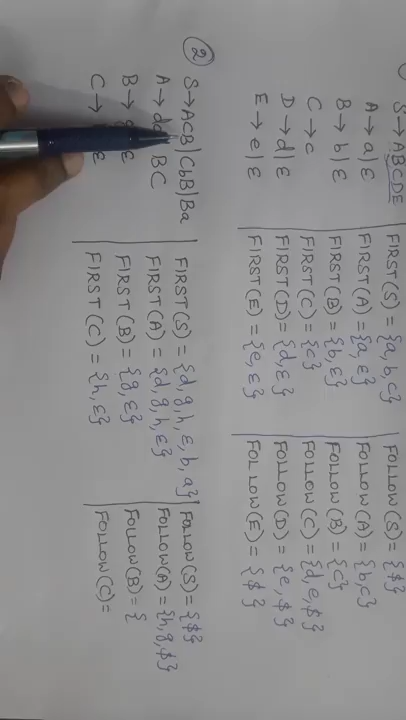 S → ABCDE
A → a|ε
B → b|ε
C → c
D → d|ε
E → e|ε
FIRST(S) = {a,b,c}
FIRST(A) = {a,ε}
FIRST(B) = {b,ε}
FIRST(C) = {c}
FIRST(D) = {d,ε}
FIRST(E) = {e,ε}
FOLLOW(S) = {$}
FOLLOW(A) = {b,c}
FOLLOW(B) = {c}
FOLLOW(C) = {d,e,$}
FOLLOW(D) = {e,$}
FOLLOW(E) = {$}
② S → ACB|CbB|Ba
A → d BC
B → ε
C → ε
FIRST(S) = {d,g,h,ε,b,a}
FIRST(A) = {d,g,h,ε}
FIRST(B) = {g,ε}
FIRST(C) = {h,ε}
FOLLOW(S) = {$}
FOLLOW(A) = {h,g,$}
FOLLOW(B) = {
FOLLOW(C) =